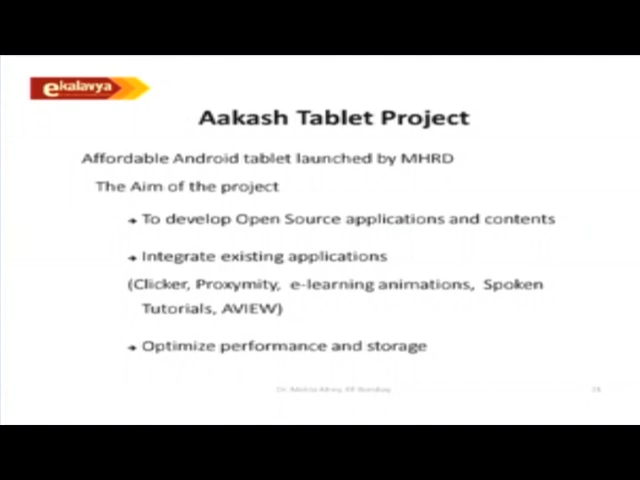 ekalavya
Aakash Tablet Project
Affordable Android tablet launched by MHRD
The Aim of the project
To develop Open Source applications and contents
Integrate existing applications
(Clicker, Proxymity, e-learning animations, Spoken
Tutorials, AVIEW)
Optimize performance and storage